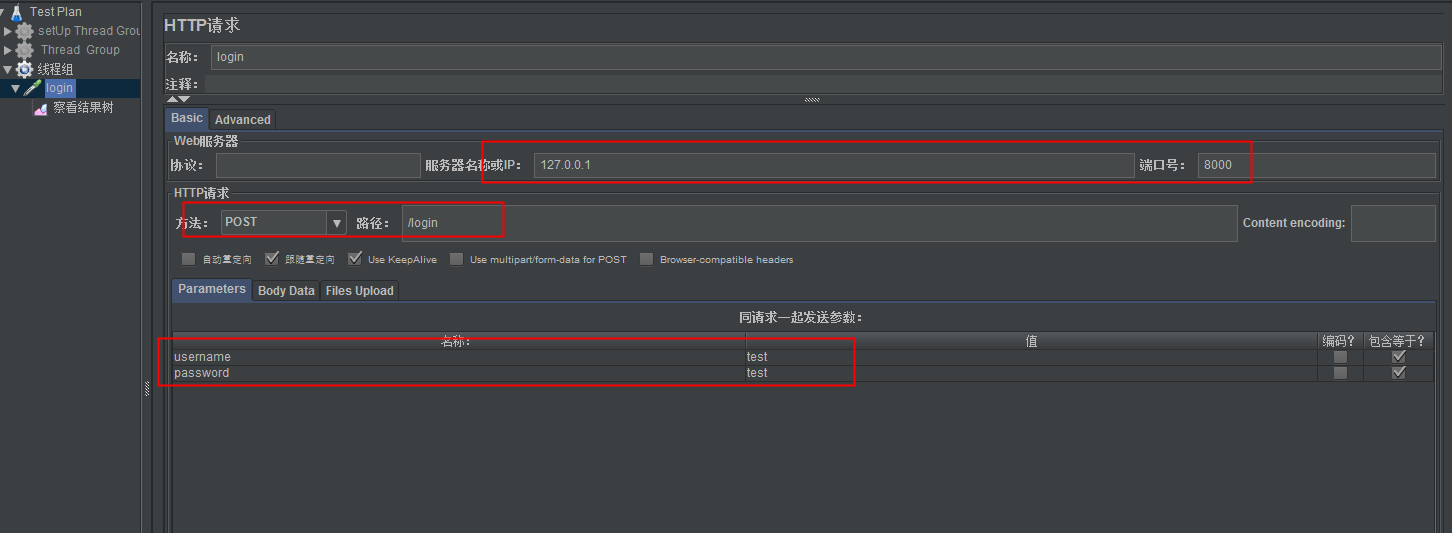 Test Plan
setUp Thread Grou
Thread Group
线程组
login
察看结果树
HTTP请求
名称: login
注释:
Basic Advanced
Web服务器
协议: 服务器名称或IP: 127.0.0.1 端口号: 8000
HTTP请求
方法: POST 路径: /login Content encoding:
自动重定向 跟随重定向 Use KeepAlive Use multipart/form-data for POST Browser-compatible headers
Parameters Body Data Files Upload
同请求一起发送参数:
名称: 值 编码? 包含等于?
username test
password test